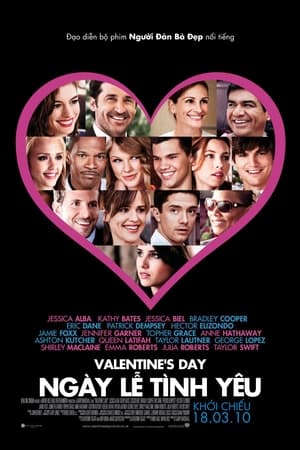 Đạo diễn bộ phim Người Đàn Bà Đẹp nổi tiếng
JESSICA ALBA KATHY BATES JESSICA BIEL BRADLEY COOPER
ERIC DANE PATRICK DEMPSEY HECTOR ELIZONDO
JAMIE FOXX JENNIFER GARNER TOPHER GRACE ANNE HATHAWAY
ASHTON KUTCHER QUEEN LATIFAH TAYLOR LAUTNER GEORGE LOPEZ
SHIRLEY MACLAINE EMMA ROBERTS JULIA ROBERTS TAYLOR SWIFT
VALENTINE'S DAY
NGÀY LỄ TÌNH YÊU
KHỞI CHIẾU
18.03.10